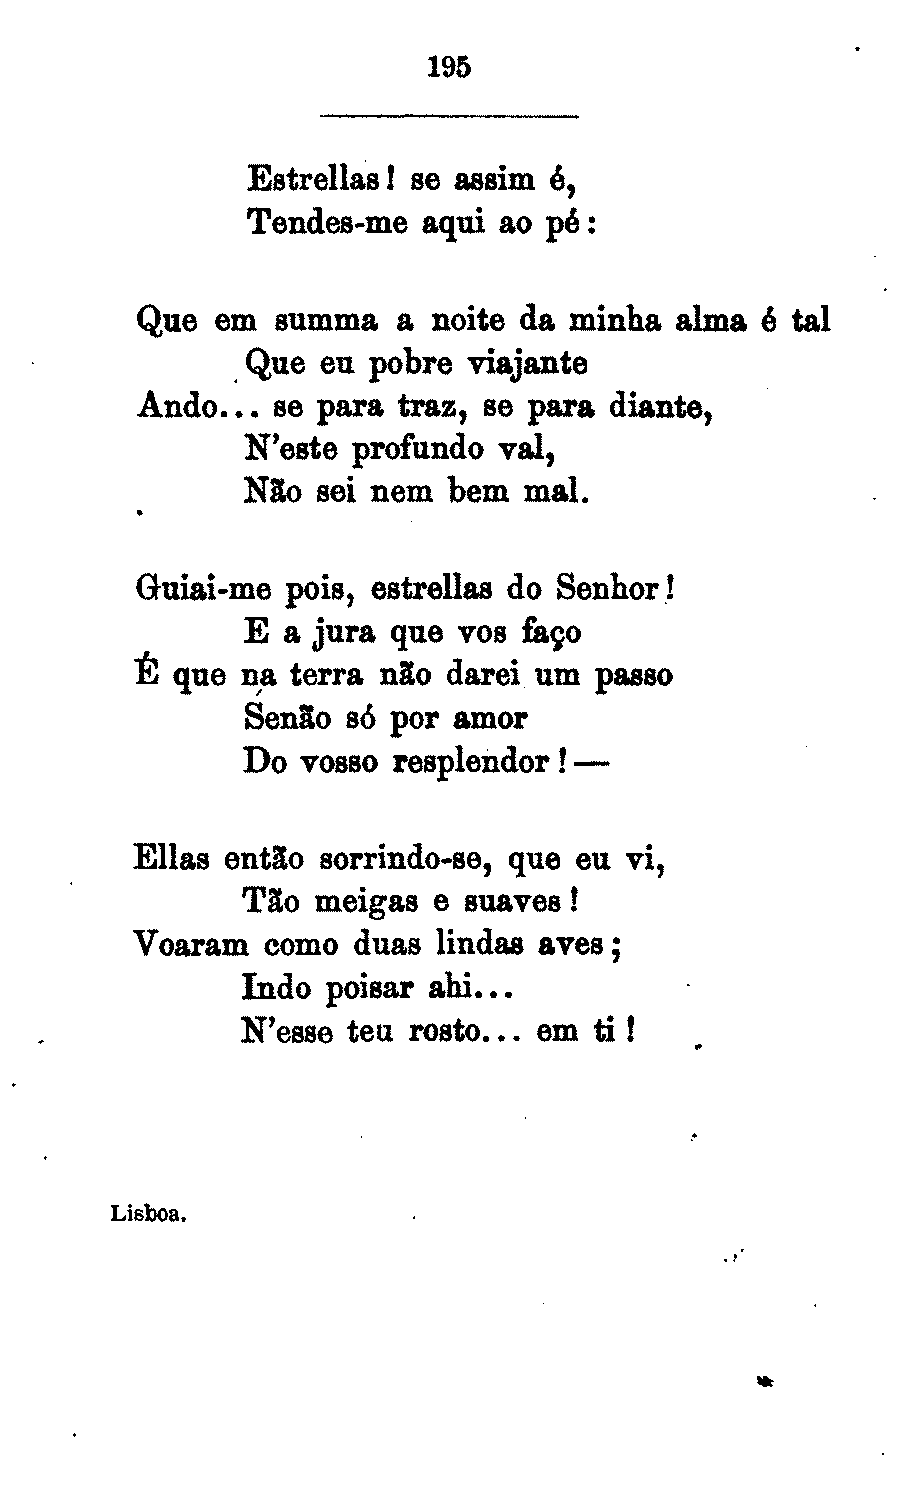 195
Estrellas! se assim é,
Tendes-me aqui ao pé:
Que em summa a noite da minha alma é tal
Que eu pobre viajante
Ando... se para traz, se para diante,
N'este profundo val,
Não sei nem bem mal.
Guiai-me pois, estrellas do Senhor!
E a jura que vos faço
É que na terra não darei um passo
Senão só por amor
Do vosso resplendor!—
Ellas então sorrindo-se, que eu vi,
Tão meigas e suaves!
Voaram como duas lindas aves;
Indo poisar ahi...
N'esse teu rosto... em ti!
Lisboa.